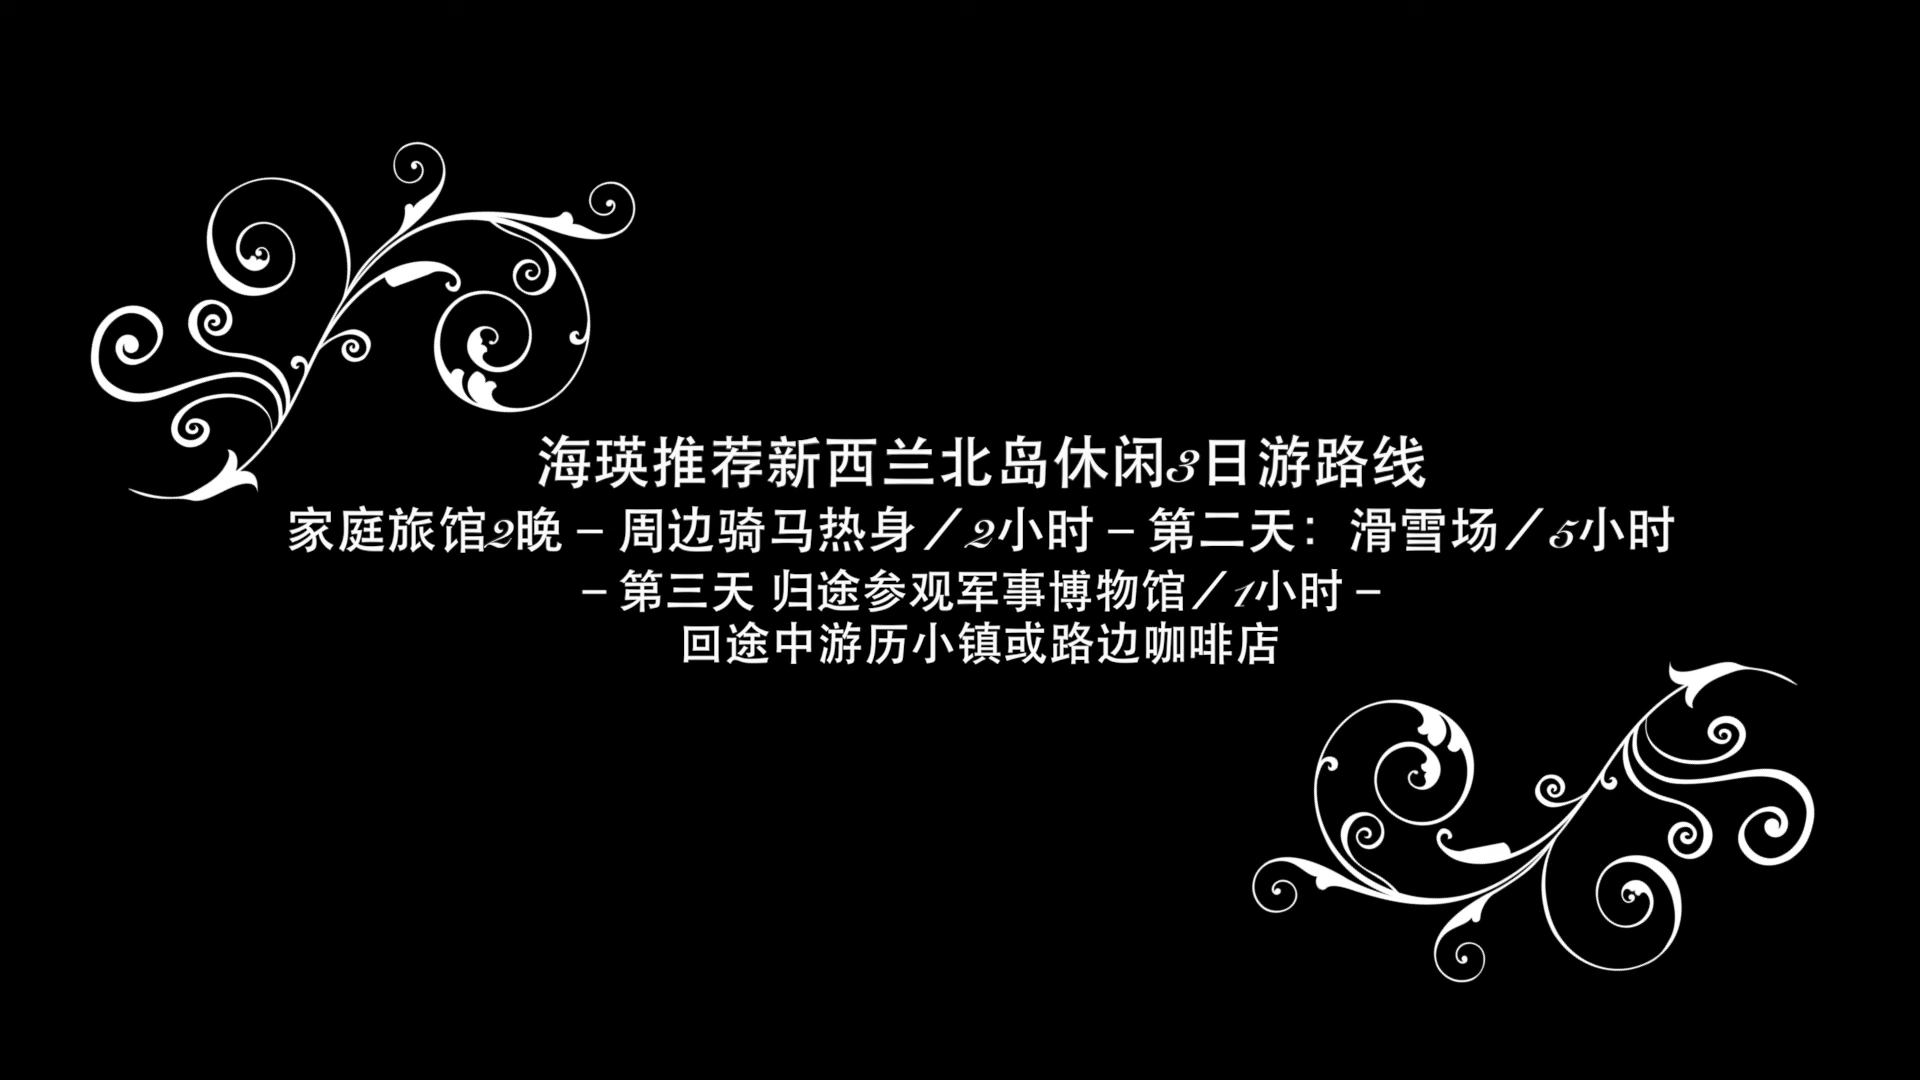 海瑛推荐新西兰北岛休闲3日游路线
家庭旅馆2晚 – 周边骑马热身／2小时 – 第二天：滑雪场／5小时
– 第三天 归途参观军事博物馆／1小时 –
回途中游历小镇或路边咖啡店